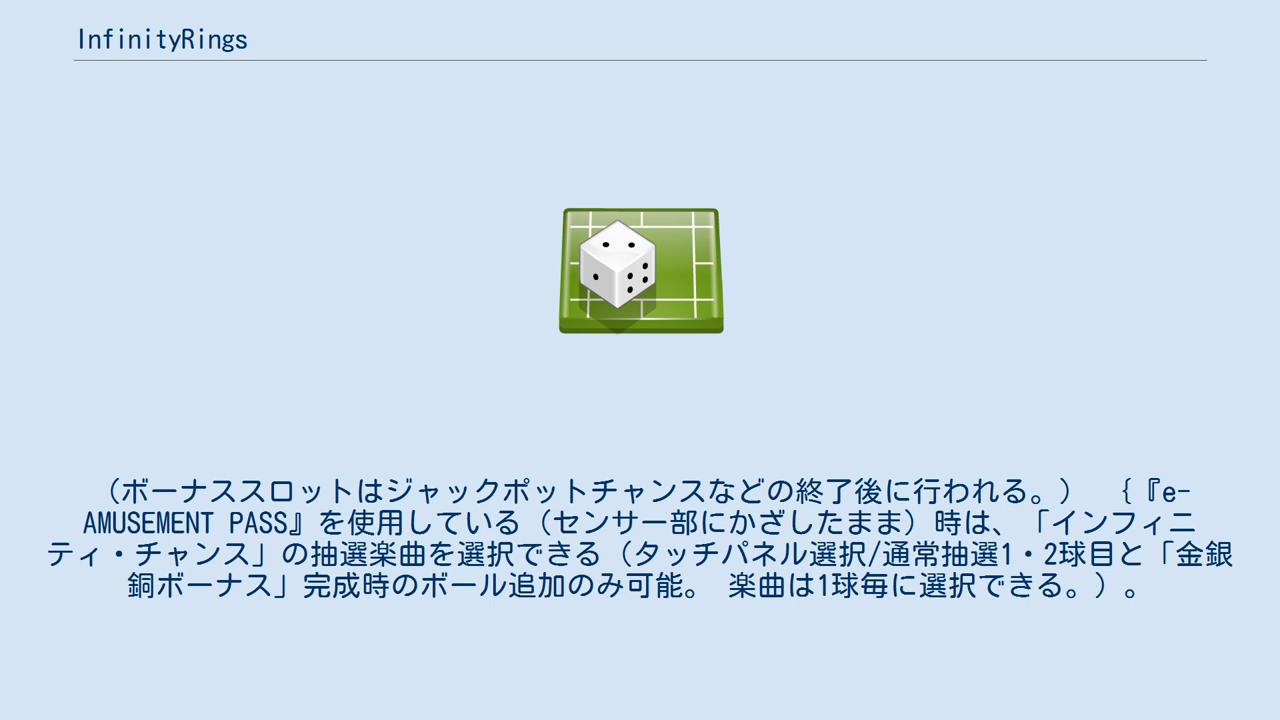 InfinityRings
（ボーナススロットはジャックポットチャンスなどの終了後に行われる。） ｛『e-
AMUSEMENT PASS』を使用している（センサー部にかざしたまま）時は、「インフィニ
ティ・チャンス」の抽選楽曲を選択できる（タッチパネル選択/通常抽選1・2球目と「金銀
銅ボーナス」完成時のボール追加のみ可能。 楽曲は1球毎に選択できる。）。